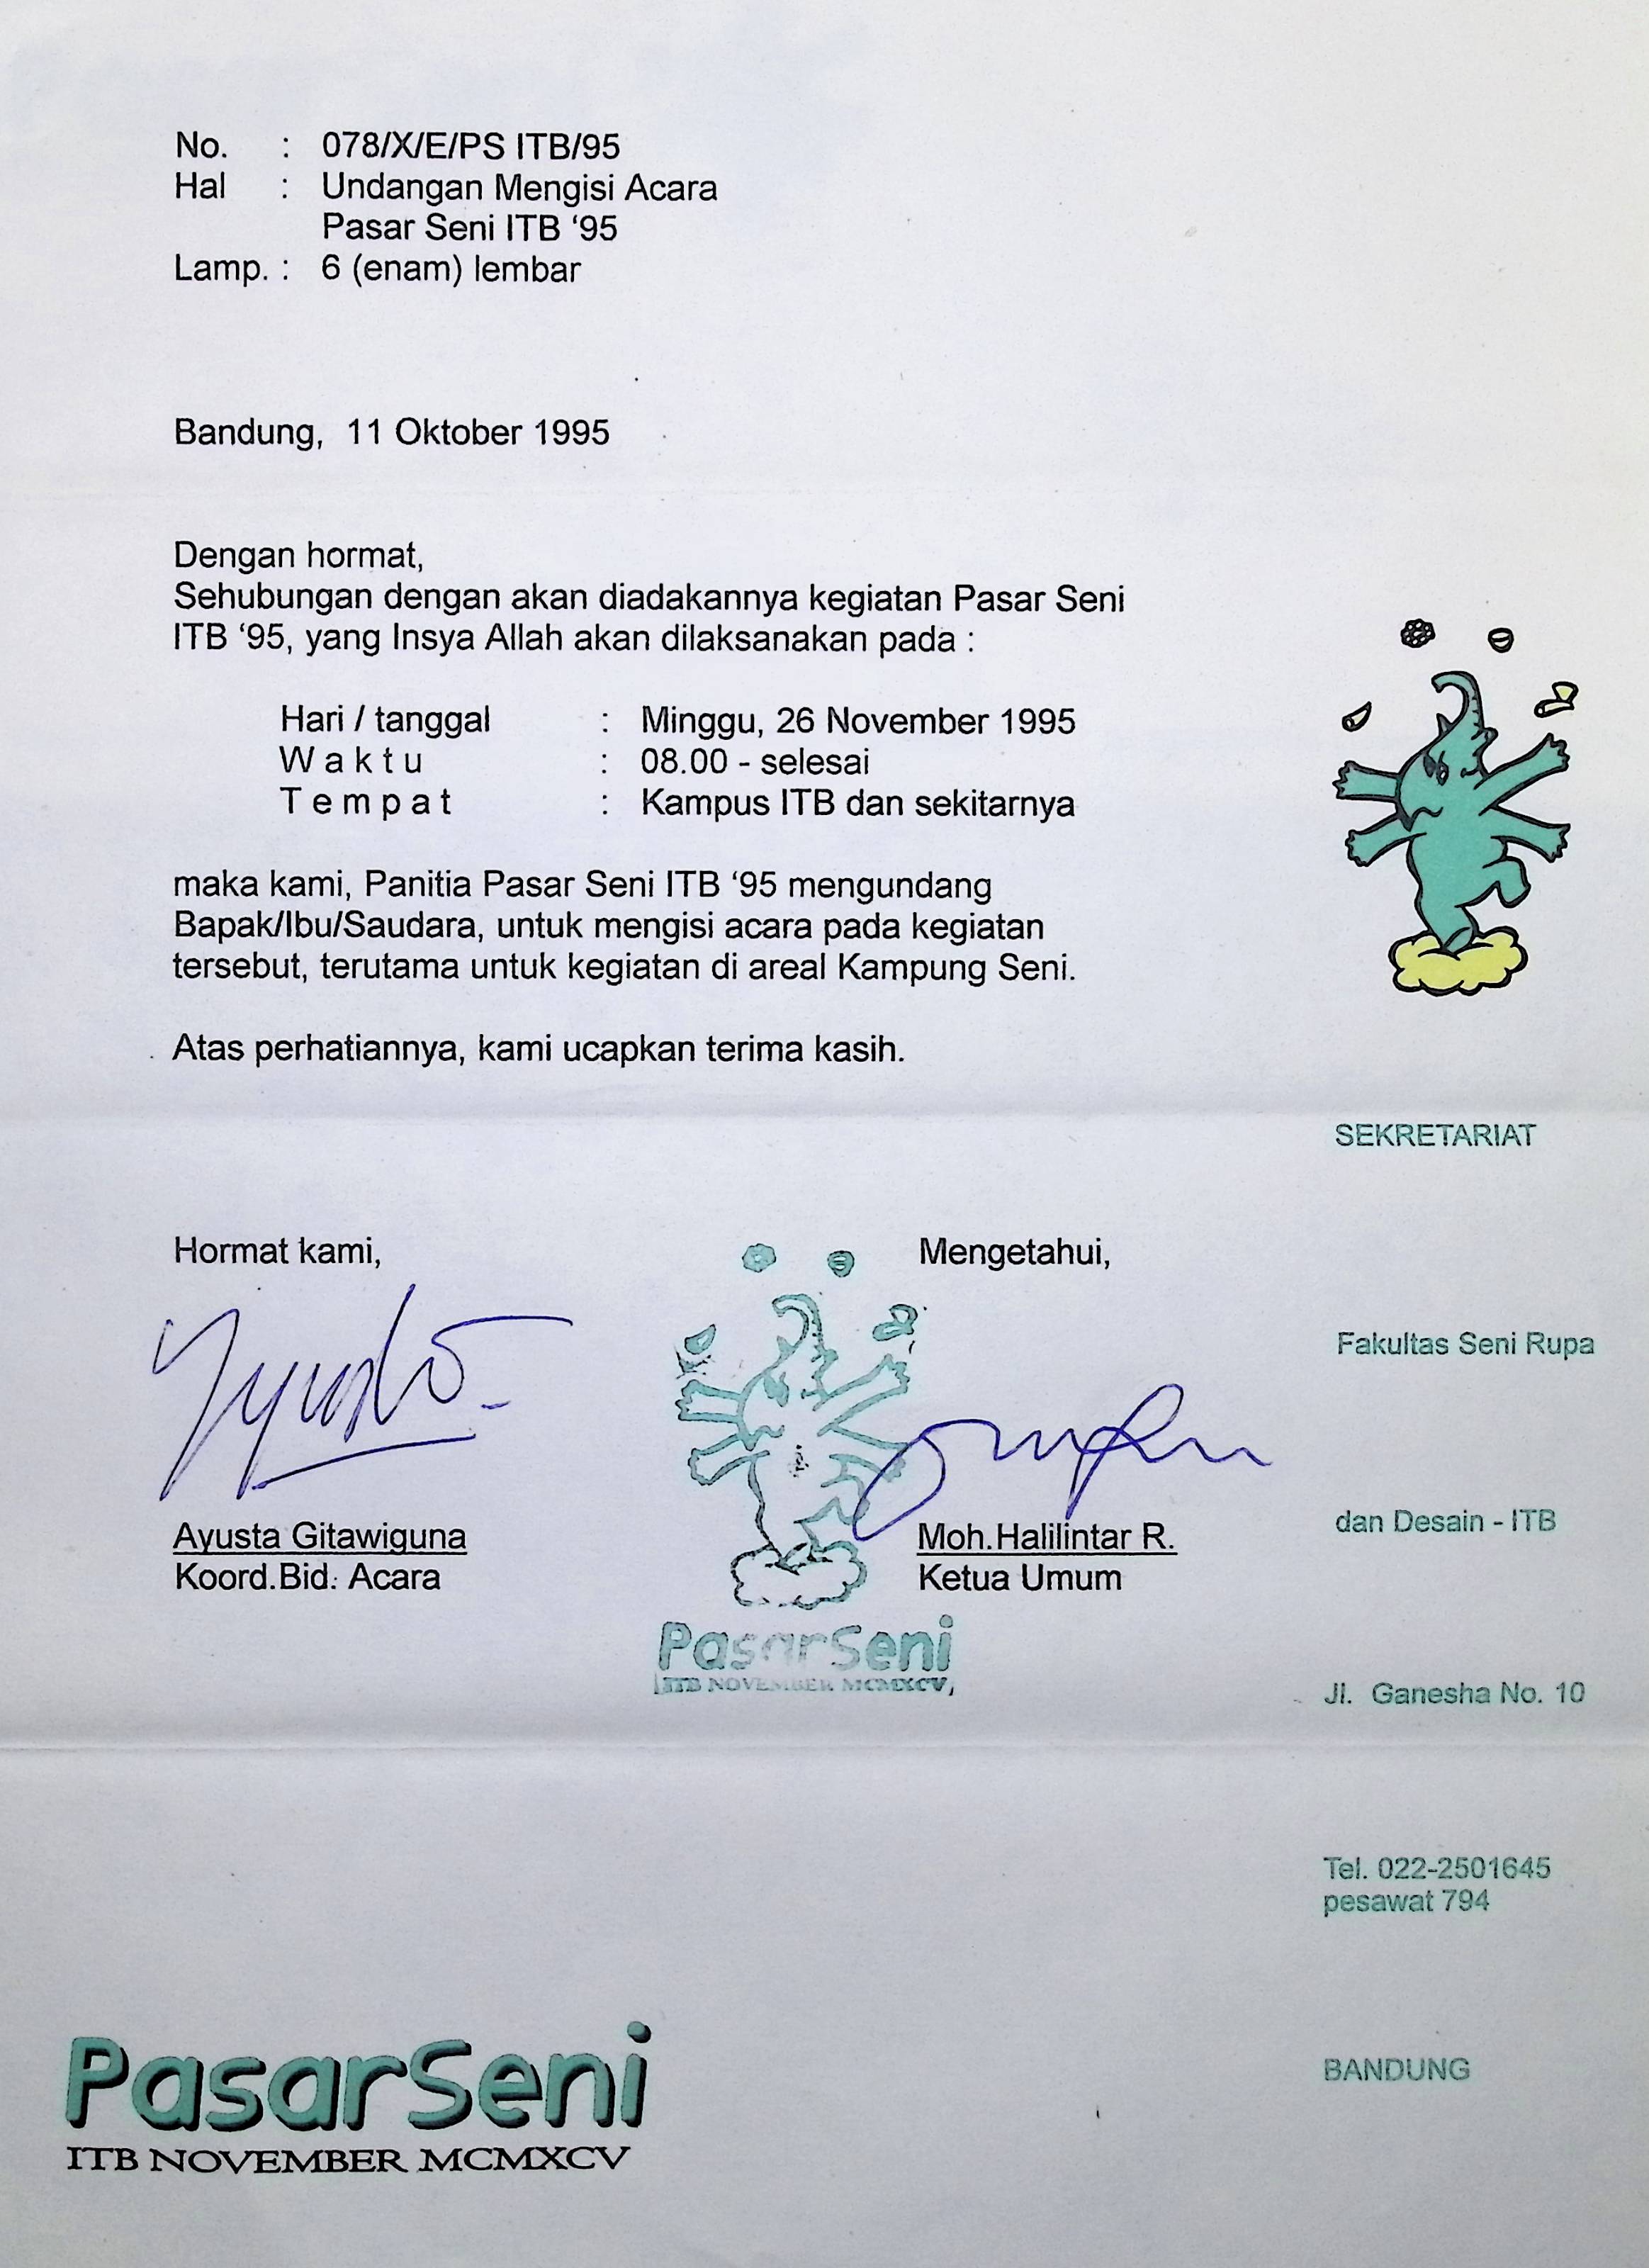 No. : 078/X/E/PS ITB/95
Hal : Undangan Mengisi Acara
Pasar Seni ITB ‘95
Lamp. : 6 (enam) lembar
Bandung, 11 Oktober 1995
Dengan hormat,
Sehubungan dengan akan diadakannya kegiatan Pasar Seni
ITB ‘95, yang Insya Allah akan dilaksanakan pada :
Hari / tanggal : Minggu, 26 November 1995
W a k t u : 08.00 - selesai
T e m p a t : Kampus ITB dan sekitarnya
maka kami, Panitia Pasar Seni ITB ‘95 mengundang
Bapak/Ibu/Saudara, untuk mengisi acara pada kegiatan
tersebut, terutama untuk kegiatan di areal Kampung Seni.
Atas perhatiannya, kami ucapkan terima kasih.
Hormat kami,
Ayusta Gitawiguna
Koord.Bid. Acara
Mengetahui,
Moh.Halilintar R.
Ketua Umum
PasarSeni
ITB NOVEMBER MCMXCV
SEKRETARIAT
Fakultas Seni Rupa
dan Desain - ITB
Jl. Ganesha No. 10
Tel. 022-2501645
pesawat 794
BANDUNG
PasarSeni
ITB NOVEMBER MCMXCV